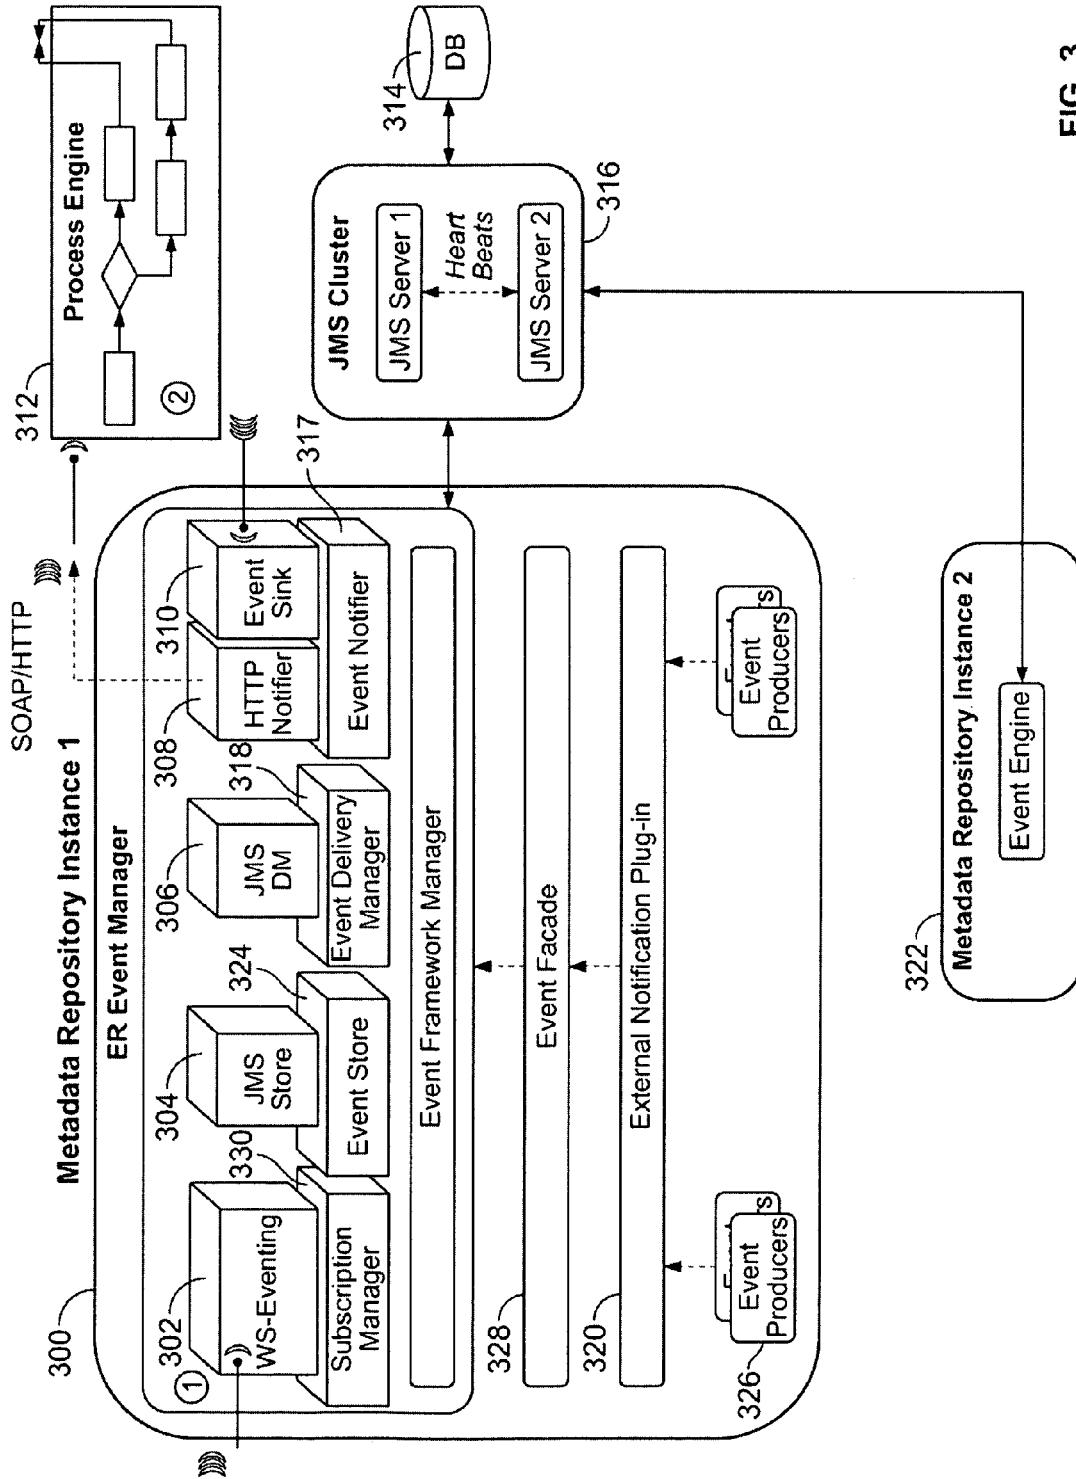 SOAP/HTTP
312
Process Engine
2
Metadata Repository Instance 1
300
ER Event Manager
1
302
WS-Eventing
330
Subscription
Manager
304
JMS
Store
324
Event Store
306
JMS
DM
318
Event Delivery
Manager
308
HTTP
Notifier
310
Event
Sink
317
Event Notifier
Event Framework Manager
328
Event Facade
320
External Notification Plug-in
326
Event
Producers
Event
Producers
JMS Cluster
JMS Server 1
Heart
Beats
JMS Server 2
316
314
DB
322
Metadata Repository Instance 2
Event Engine
FIG. 3